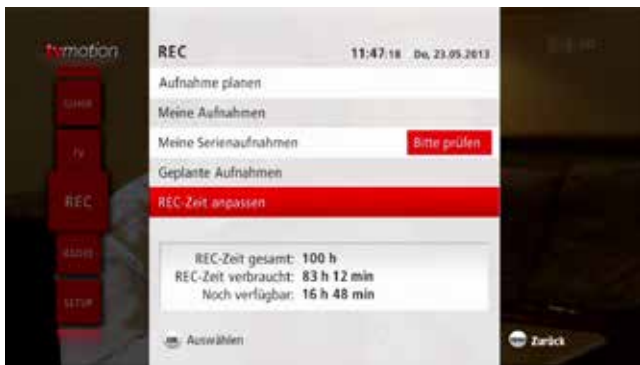 tvmotion
REC
11:47:18 Do, 23.05.2013
Aufnahme planen
Meine Aufnahmen
Meine Serienaufnahmen
Bitte prüfen
Geplante Aufnahmen
REC-Zeit anpassen
TV
REC
RADIO
SETUP
REC-Zeit gesamt: 100 h
REC-Zeit verbraucht: 83 h 12 min
Noch verfügbar: 16 h 48 min
Auswählen
Zurück